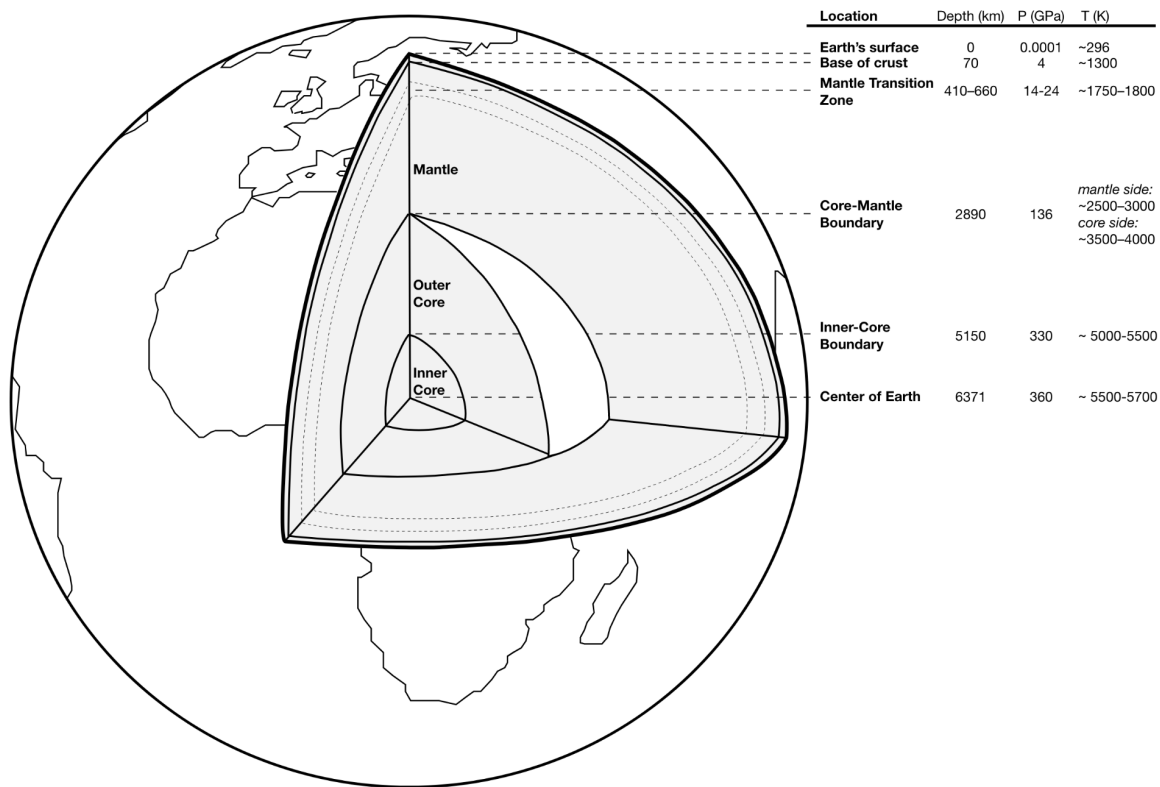 Location Depth (km) P (GPa) T (K)
Earth's surface 0 0.0001 ~296
Base of crust 70 4 ~1300
Mantle Transition
Zone 410–660 14-24 ~1750–1800
Mantle
Core-Mantle
Boundary 2890 136 mantle side:
~2500–3000
core side:
~3500–4000
Outer
Core
Inner-Core
Boundary 5150 330 ~ 5000-5500
Inner
Core
Center of Earth 6371 360 ~ 5500-5700